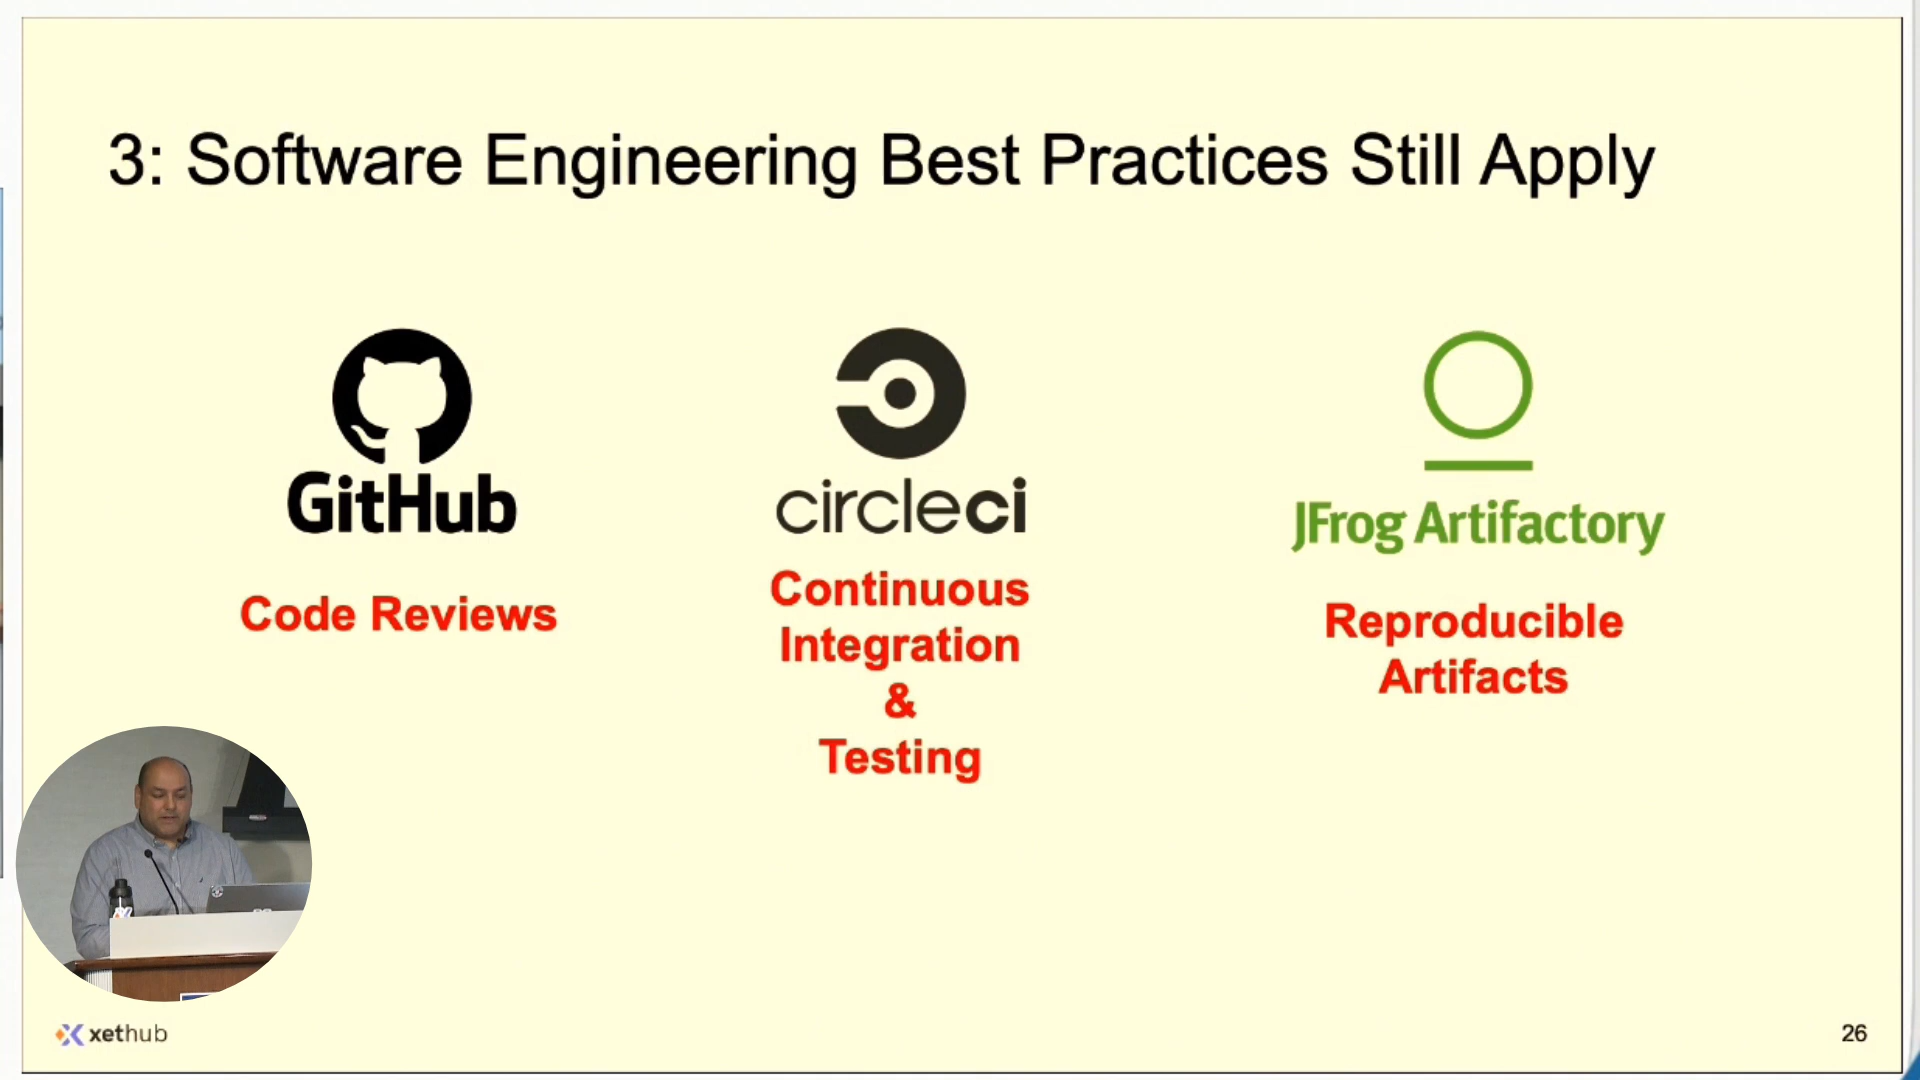 3: Software Engineering Best Practices Still Apply
GitHub
Code Reviews
circleci
Continuous
Integration
&
Testing
JFrog Artifactory
Reproducible
Artifacts
xethub
26